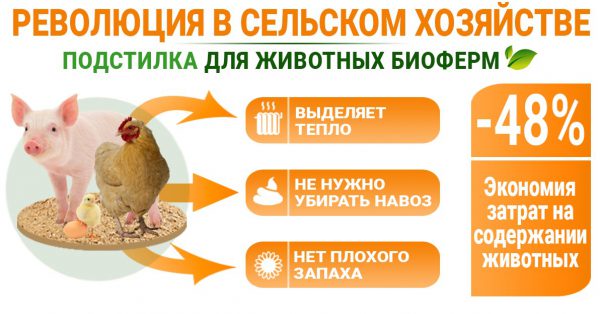 РЕВОЛЮЦИЯ В СЕЛЬСКОМ ХОЗЯЙСТВЕ
ПОДСТИЛКА ДЛЯ ЖИВОТНЫХ БИОФЕРМ
ВЫДЕЛЯЕТ
ТЕПЛО
НЕ НУЖНО
УБИРАТЬ НАВОЗ
НЕТ ПЛОХОГО
ЗАПАХА
-48%
Экономия
затрат на
содержании
животных